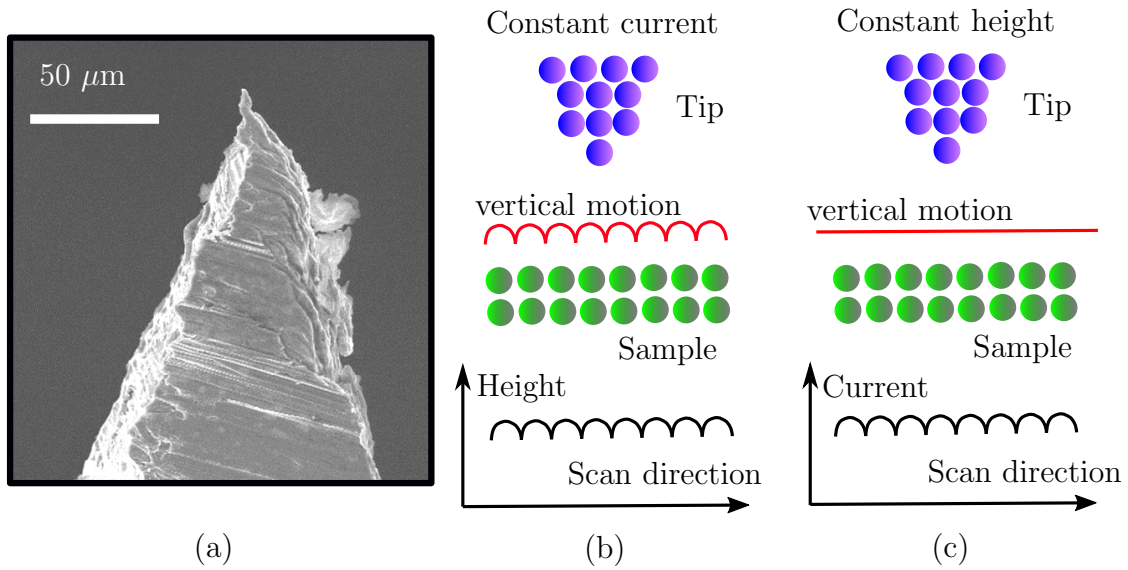 50 μm
(a)
Constant current
Tip
vertical motion
Sample
Height
Scan direction
(b)
Constant height
Tip
vertical motion
Sample
Current
Scan direction
(c)